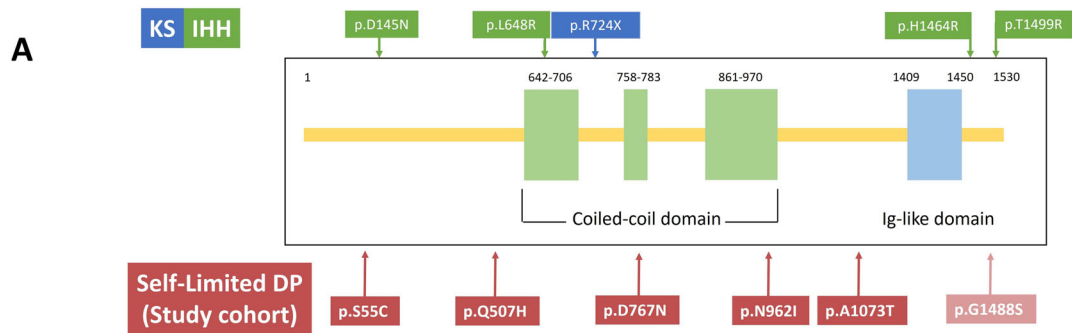 A
KS IHH
p.D145N p.L648R p.R724X p.H1464R p.T1499R
1 642-706 758-783 861-970 1409 1450 1530
Coiled-coil domain Ig-like domain
Self-Limited DP
(Study cohort)
p.S55C p.Q507H p.D767N p.N962I p.A1073T p.G1488S